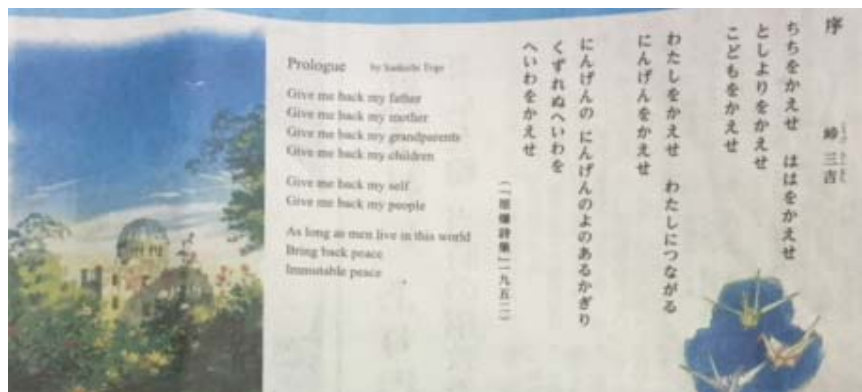 序
峠 三吉
ちちをかえせ ははをかえせ
としよりをかえせ
こどもをかえせ
わたしをかえせ わたしにつながる
にんげんをかえせ
にんげんの にんげんのよのあるかぎり
くずれぬへいわを
へいわをかえせ
(「原爆詩集」一九五二)
Prologue by Sankichi Toge
Give me back my father
Give me back my mother
Give me back my grandparents
Give me back my children
Give me back my self
Give me back my people
As long as men live in this world
Bring back peace
Immutable peace